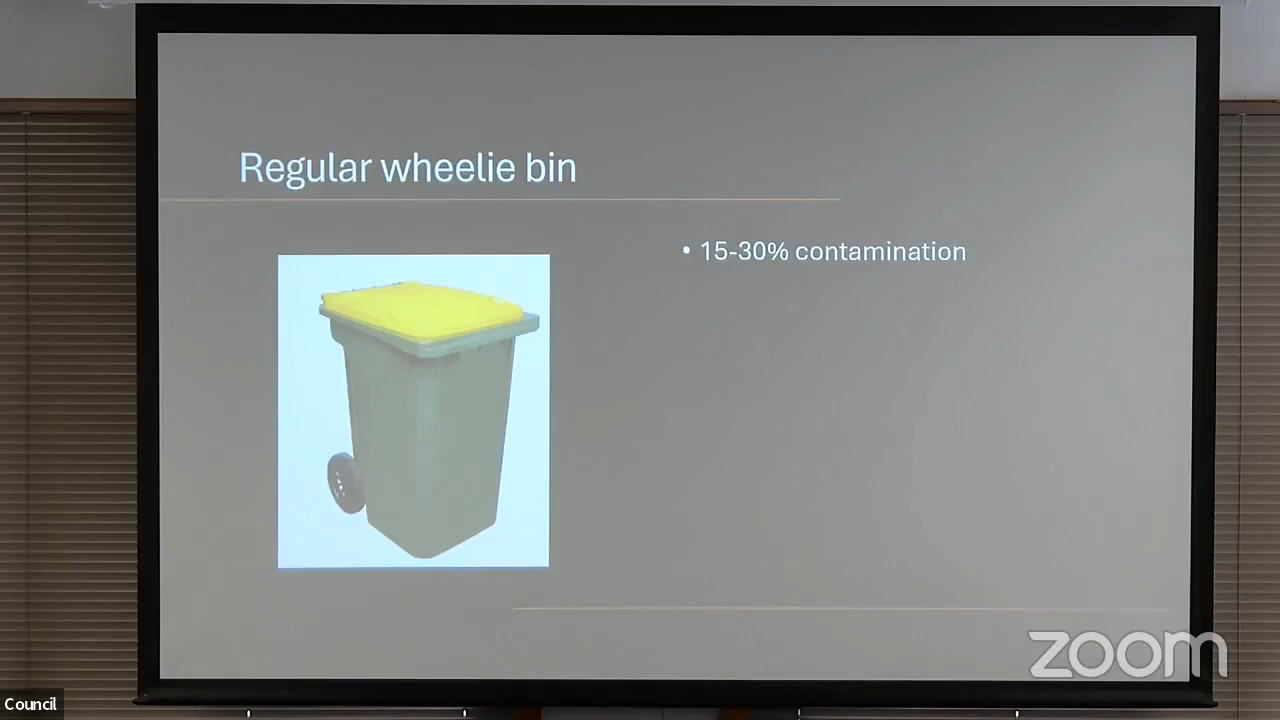 Regular wheelie bin
• 15-30% contamination
zoom
Council